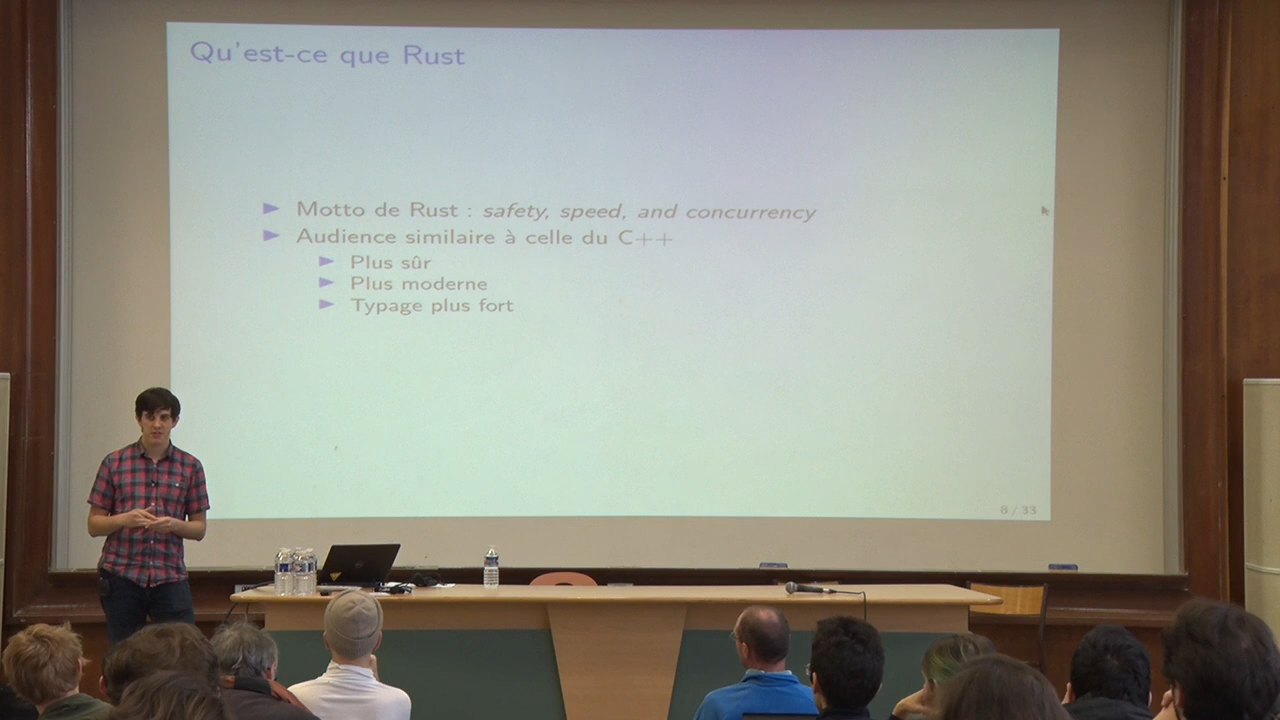 Qu'est-ce que Rust
▶ Motto de Rust : safety, speed, and concurrency
▶ Audience similaire à celle du C++
▶ Plus sûr
▶ Plus moderne
▶ Typage plus fort
8 / 33